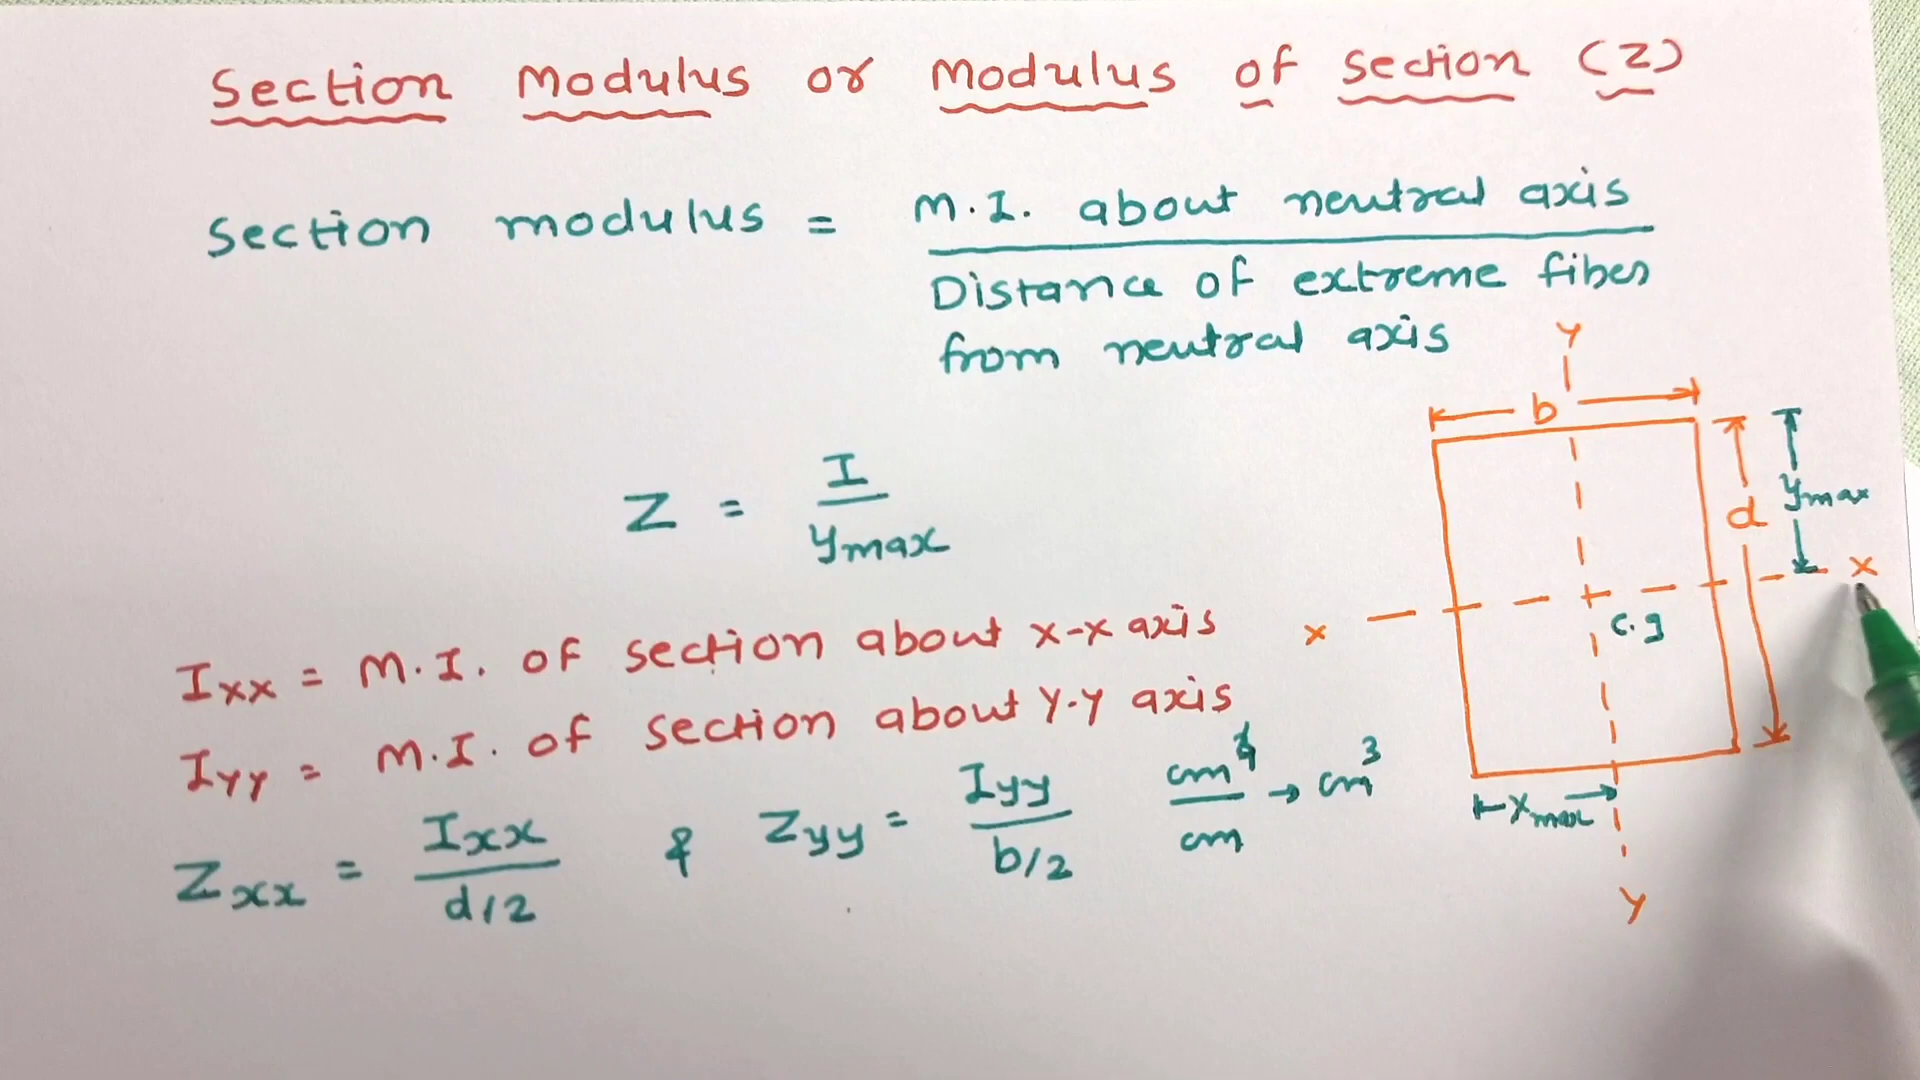 Section Modulus or Modulus of section (Z)
Section modulus = M.I. about neutral axis
Distance of extreme fiber
from neutral axis
Z = I / ymax
Ixx = M.I. of section about x-x axis
Iyy = M.I. of section about y-y axis
Zxx = Ixx / d/2 & Zyy = Iyy / b/2 cm⁴ / cm → cm³
y
b
d
ymax
x
x
c.g
xmax
y